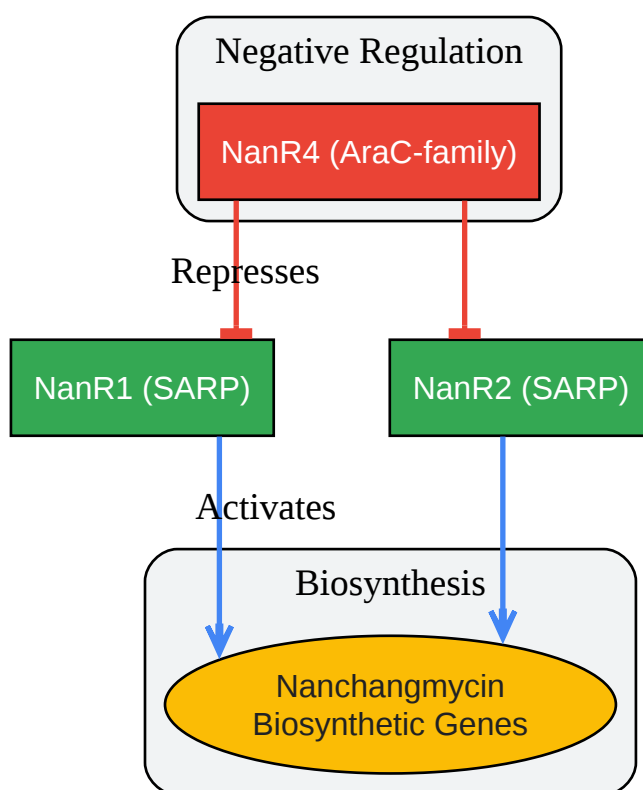 Negative Regulation
NanR4 (AraC-family)
Represses
NanR1 (SARP)
NanR2 (SARP)
Activates
Biosynthesis
Nanchangmycin
Biosynthetic Genes